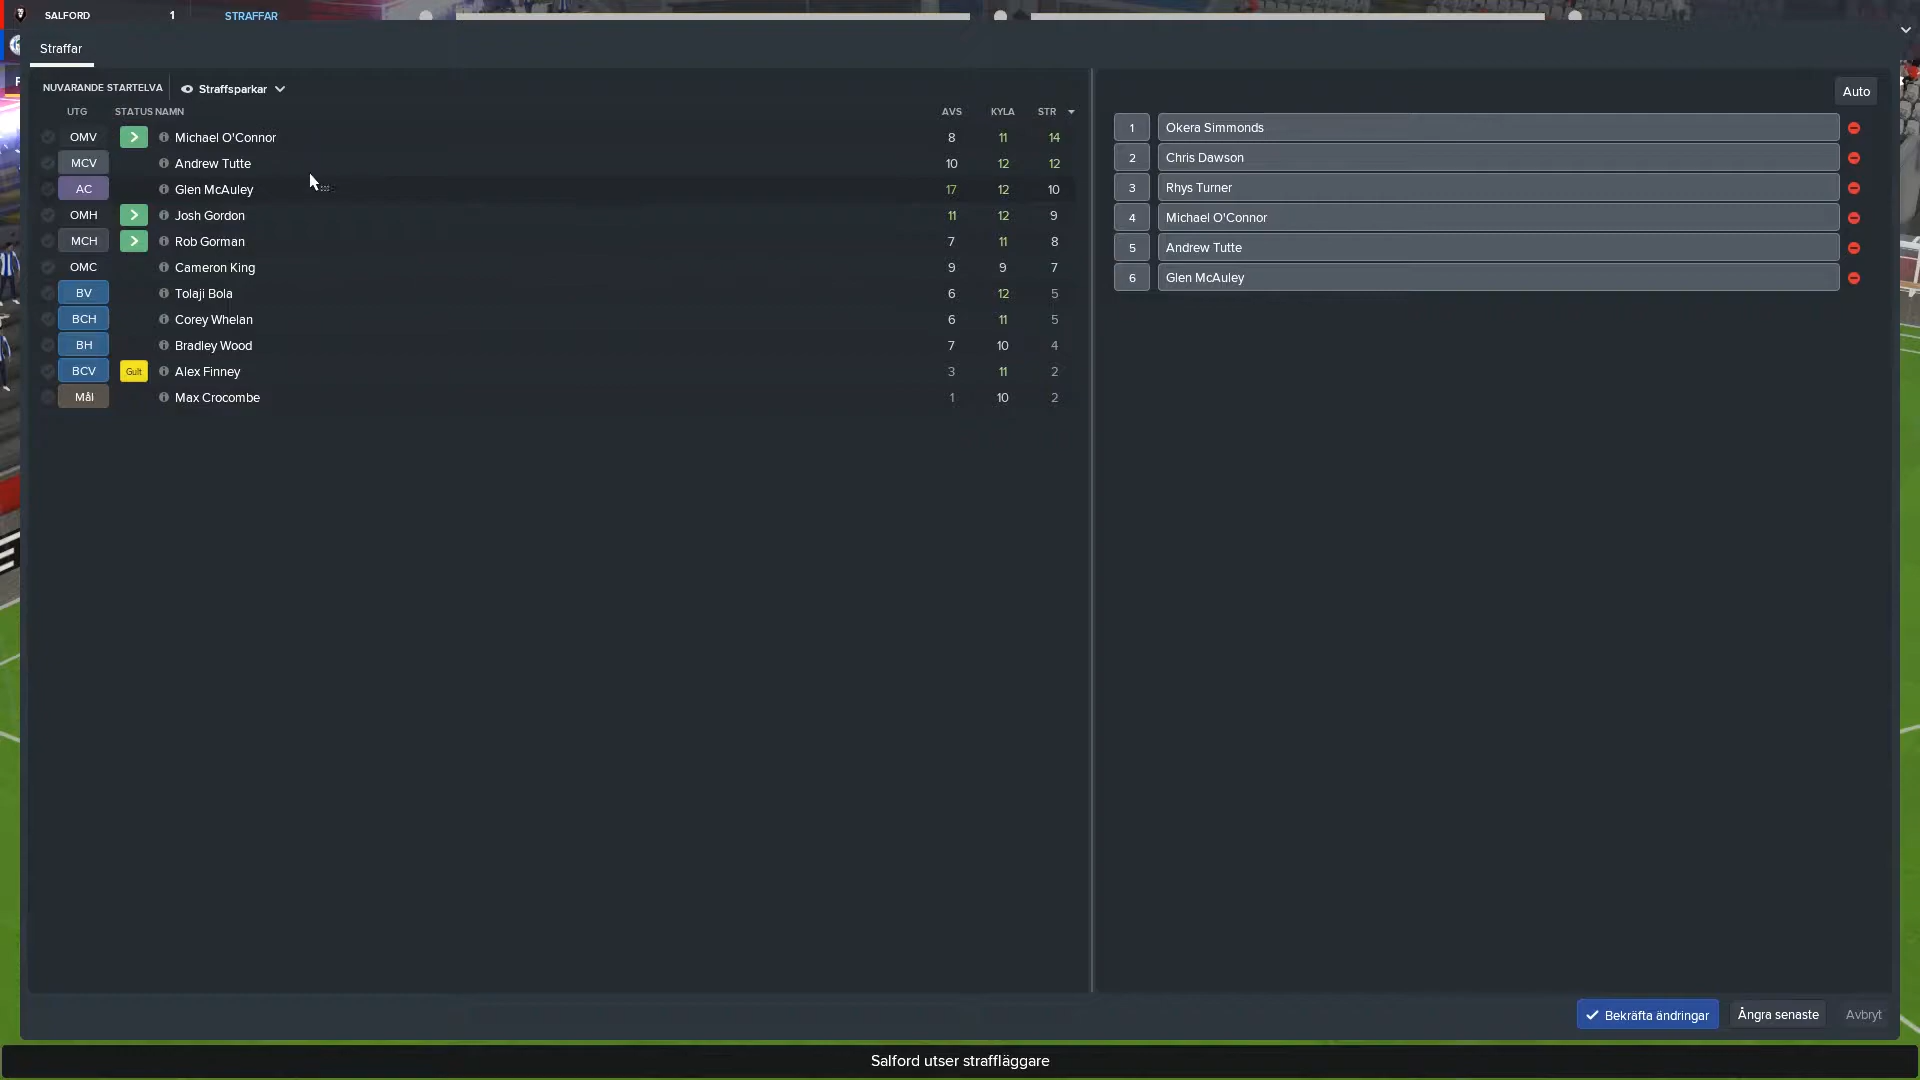 SALFORD 1 STRAFFAR
Straffar
NUVARANDE STARTELVA Straffsparkar
UTG STATUS NAMN AVS KYLA STR
OMV Michael O'Connor 8 11 14
MCV Andrew Tutte 10 12 12
AC Glen McAuley 17 12 10
OMH Josh Gordon 11 12 9
MCH Rob Gorman 7 11 8
OMC Cameron King 9 9 7
BV Tolaji Bola 6 12 5
BCH Corey Whelan 6 11 5
BH Bradley Wood 7 10 4
BCV Gult Alex Finney 3 11 2
Mål Max Crocombe 1 10 2
Auto
1 Okera Simmonds
2 Chris Dawson
3 Rhys Turner
4 Michael O'Connor
5 Andrew Tutte
6 Glen McAuley
Bekräfta ändringar Ångra senaste Avbryt
Salford utser straffläggare